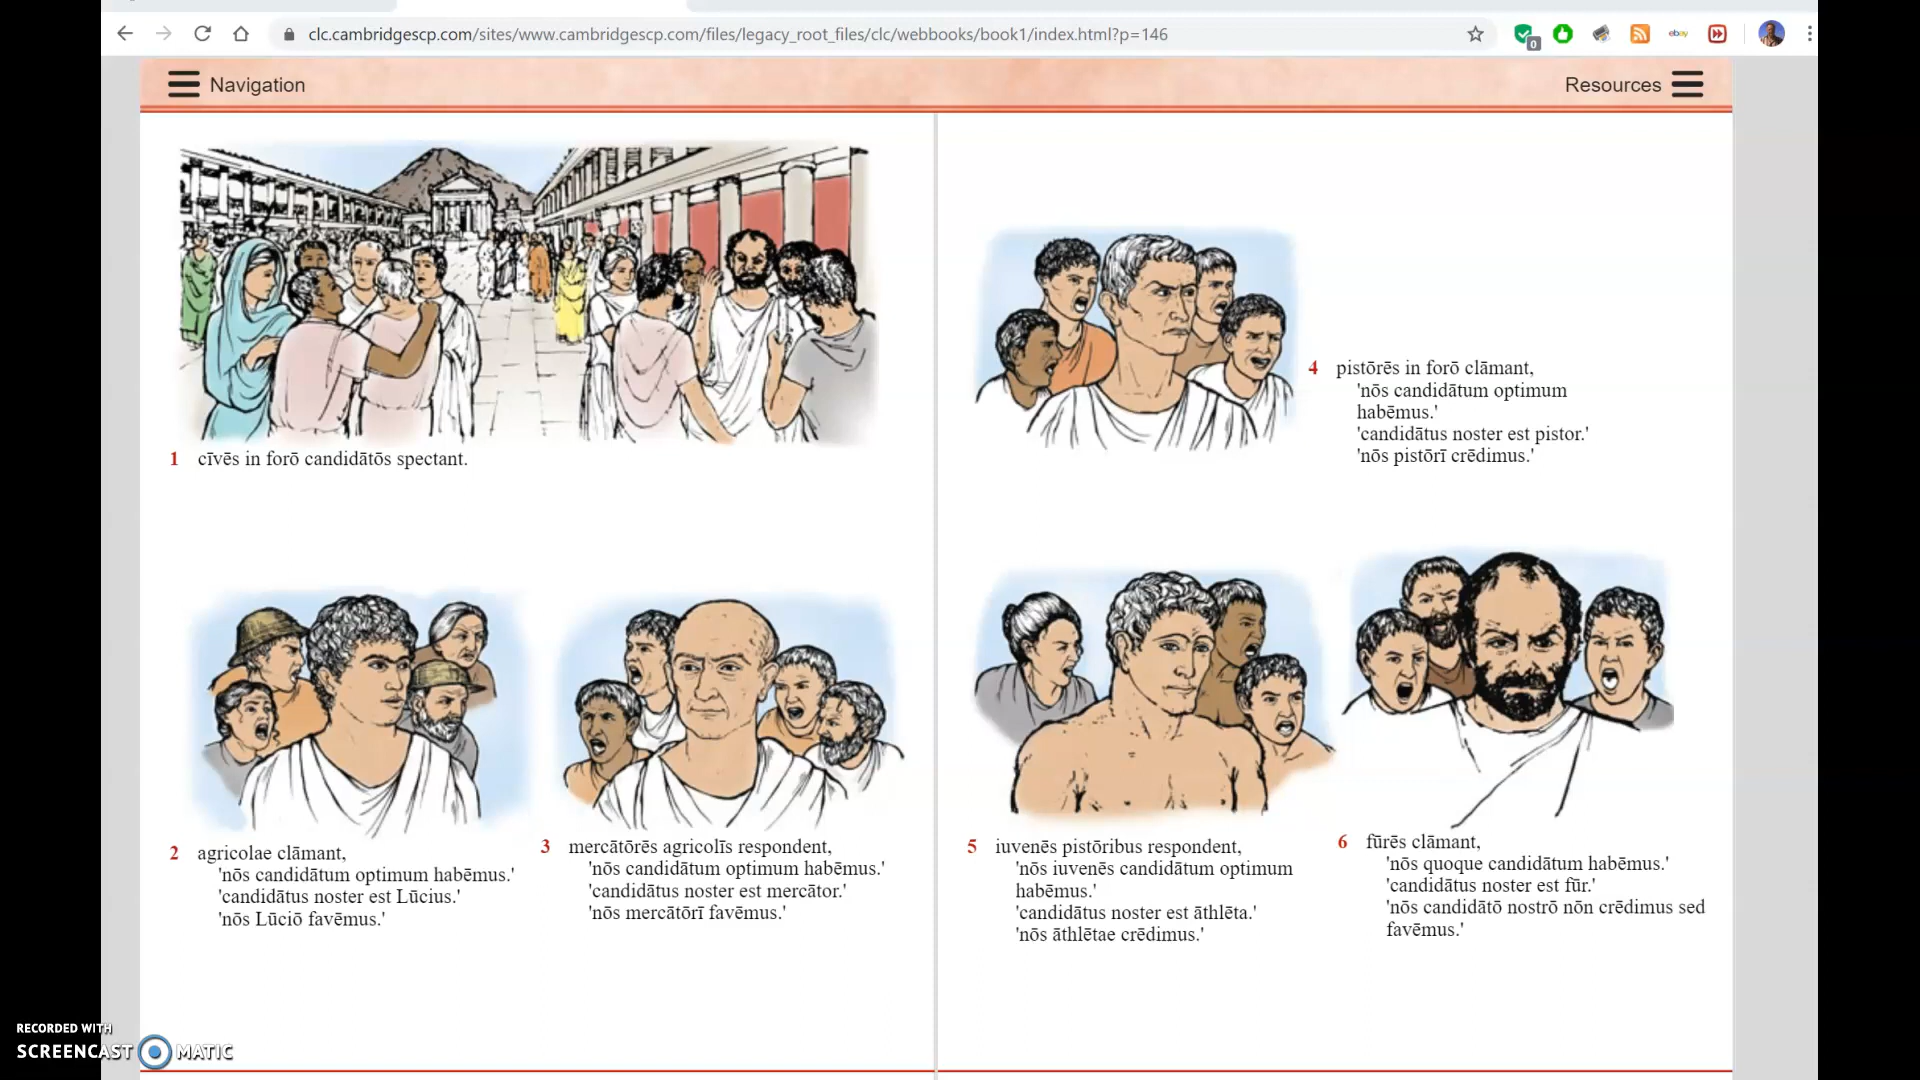 clc.cambridgescp.com/sites/www.cambridgescp.com/files/legacy_root_files/clc/webbooks/book1/index.html?p=146
0
ebay
Navigation
Resources
1 cīvēs in forō candidātōs spectant.
2 agricolae clāmant,
'nōs candidātum optimum habēmus.'
'candidātus noster est Lūcius.'
'nōs Lūciō favēmus.'
3 mercātōrēs agricolīs respondent,
'nōs candidātum optimum habēmus.'
'candidātus noster est mercātor.'
'nōs mercātōrī favēmus.'
4 pistōrēs in forō clāmant,
'nōs candidātum optimum
habēmus.'
'candidātus noster est pistor.'
'nōs pistōrī crēdimus.'
5 iuvenēs pistōribus respondent,
'nōs iuvenēs candidātum optimum
habēmus.'
'candidātus noster est āthlēta.'
'nōs āthlētae crēdimus.'
6 fūrēs clāmant,
'nōs quoque candidātum habēmus.'
'candidātus noster est fūr.'
'nōs candidātō nostrō nōn crēdimus sed
favēmus.'
RECORDED WITH
SCREENCAST MATIC